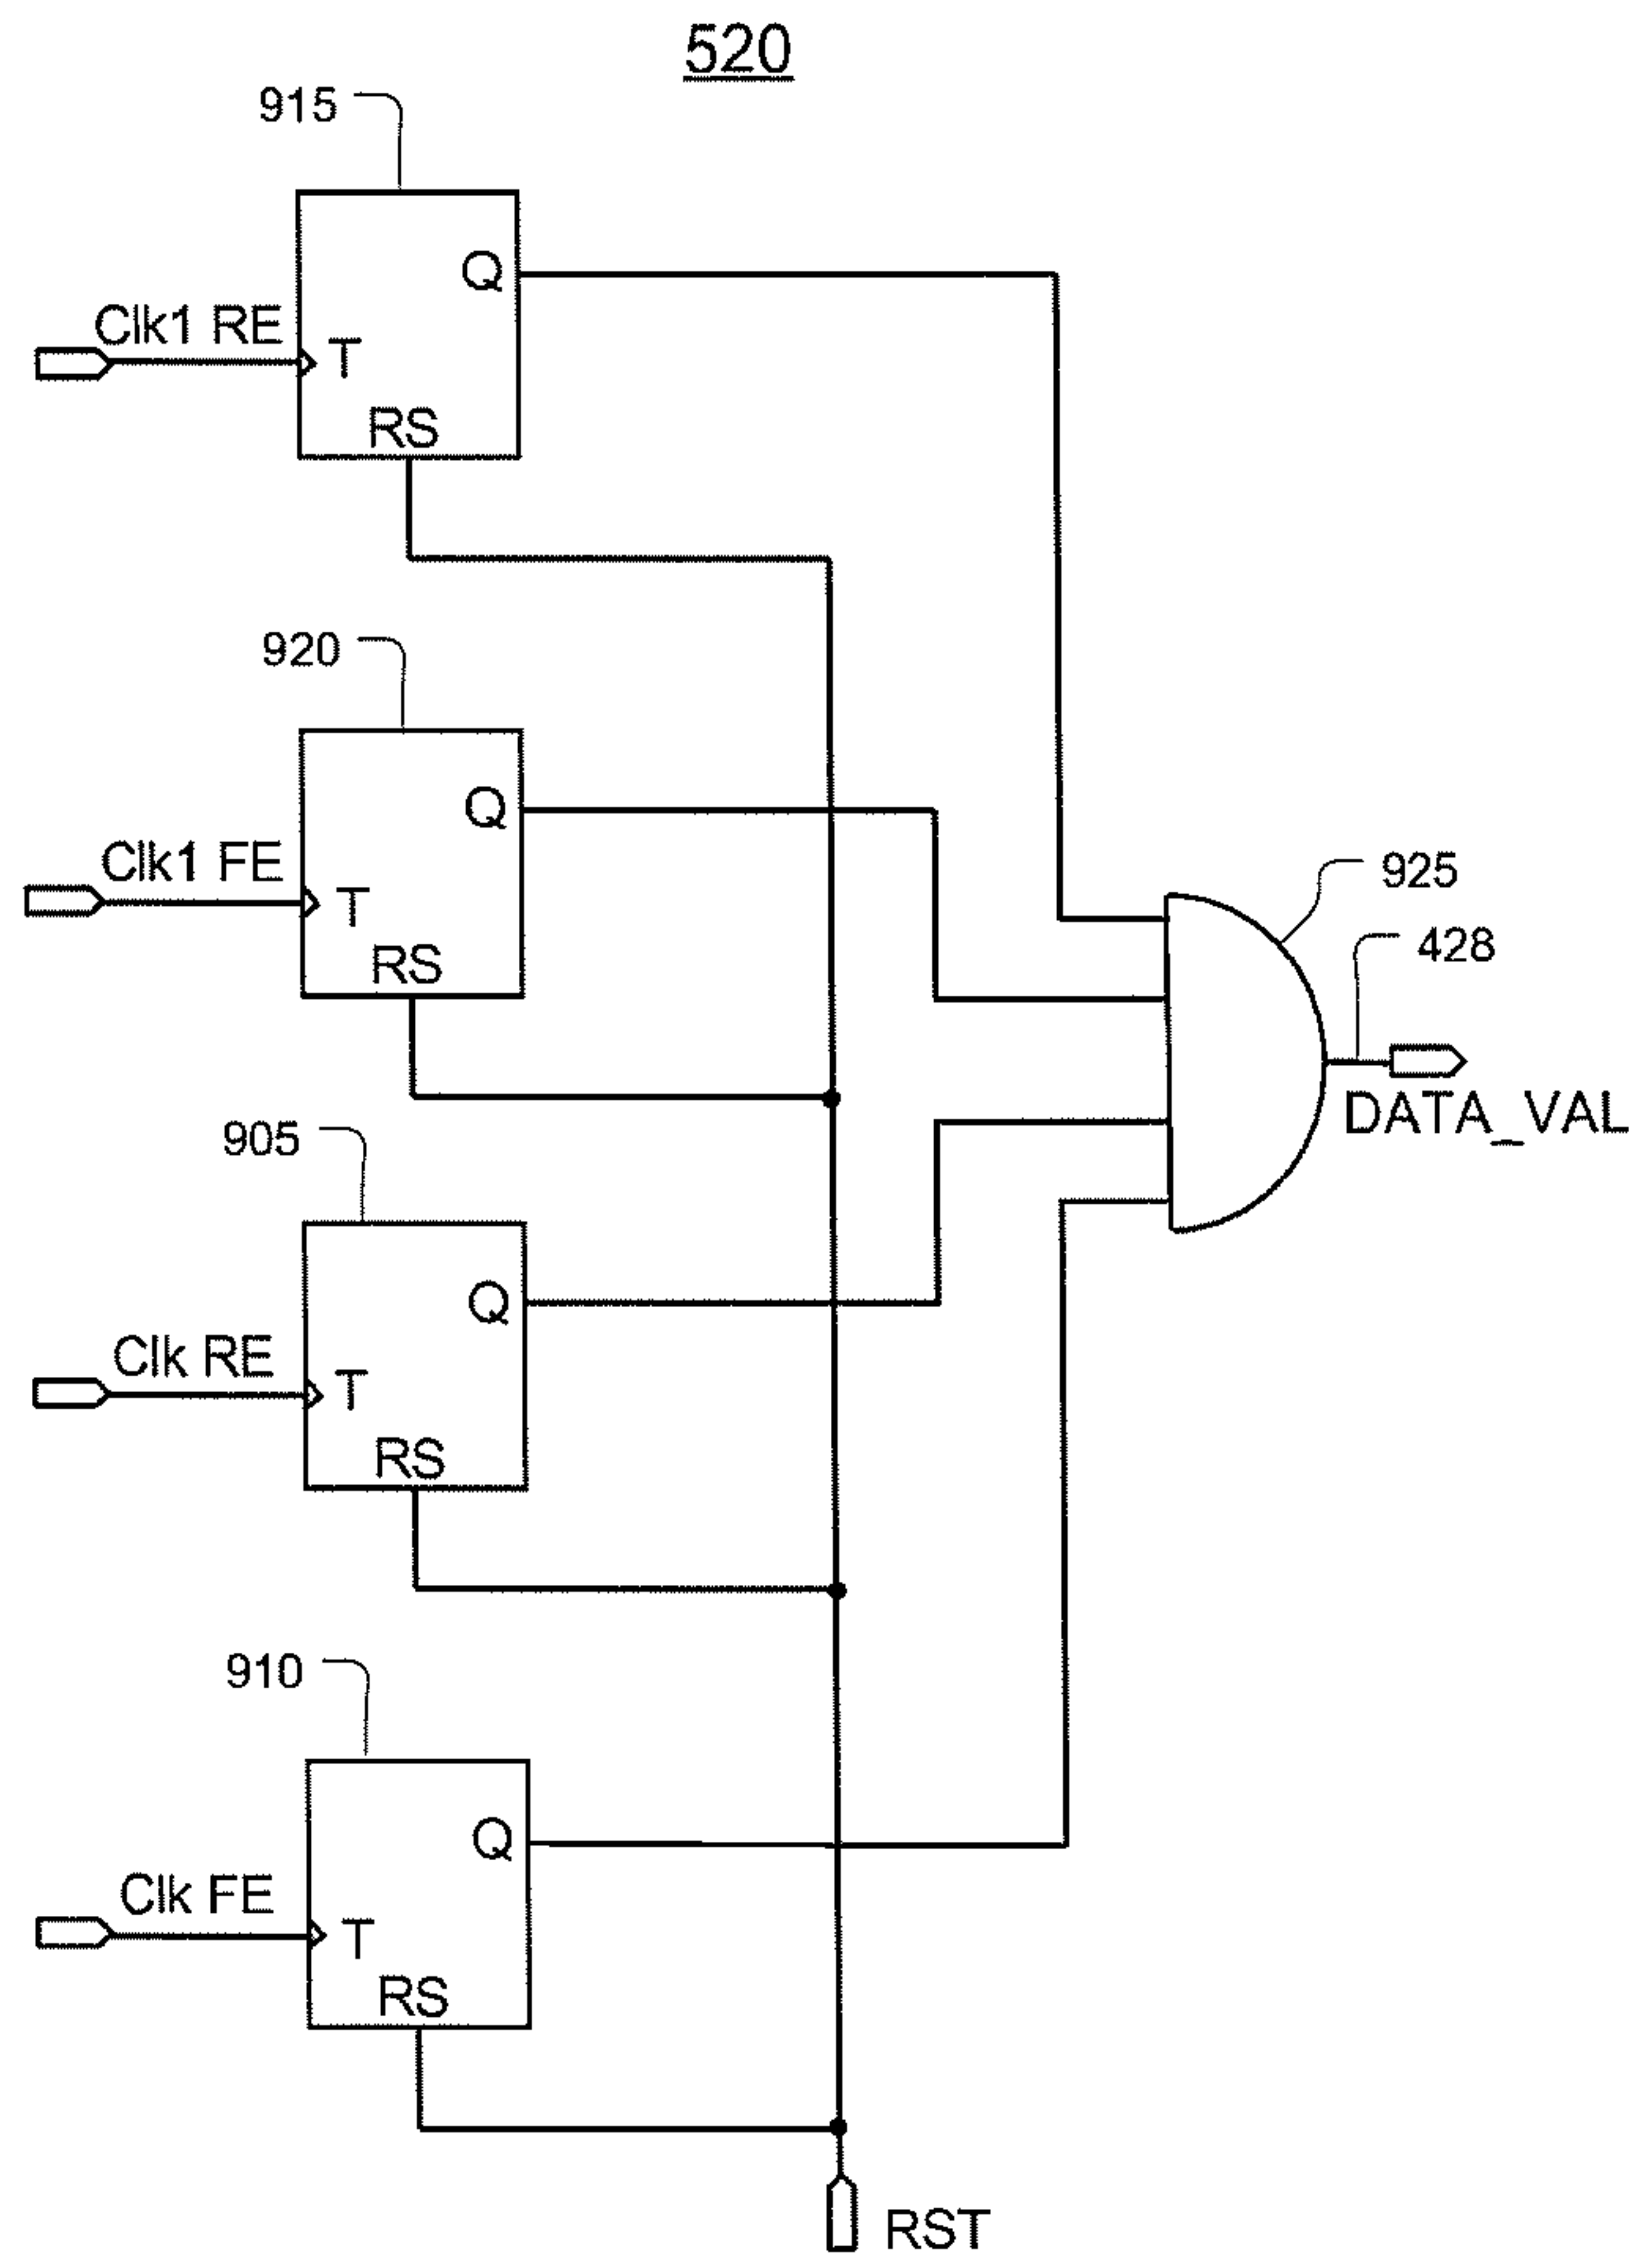 520
915
Q
Clk1 RE
T
RS
920
Q
Clk1 FE
T
RS
925
428
DATA_VAL
905
Q
Clk RE
T
RS
910
Q
Clk FE
T
RS
RST